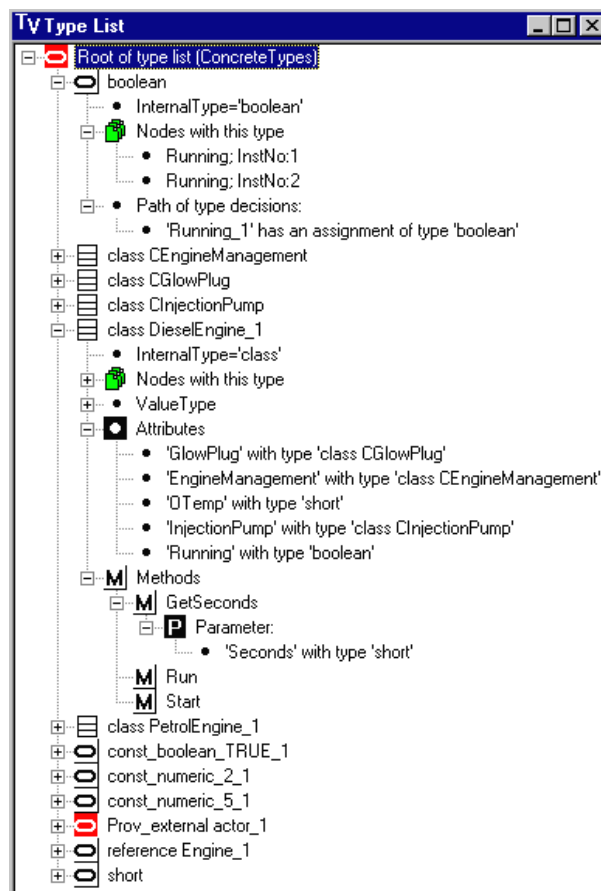 TV Type List
Root of type list (ConcreteTypes)
boolean
InternalType='boolean'
Nodes with this type
Running; InstNo:1
Running; InstNo:2
Path of type decisions:
'Running_1' has an assignment of type 'boolean'
class CEngineManagement
class CGlowPlug
class CInjectionPump
class DieselEngine_1
InternalType='class'
Nodes with this type
ValueType
Attributes
'GlowPlug' with type 'class CGlowPlug'
'EngineManagement' with type 'class CEngineManagement'
'OTemp' with type 'short'
'InjectionPump' with type 'class CInjectionPump'
'Running' with type 'boolean'
M Methods
M GetSeconds
P Parameter:
'Seconds' with type 'short'
M Run
M Start
class PetrolEngine_1
const_boolean_TRUE_1
const_numeric_2_1
const_numeric_5_1
Prov_external actor_1
reference Engine_1
short